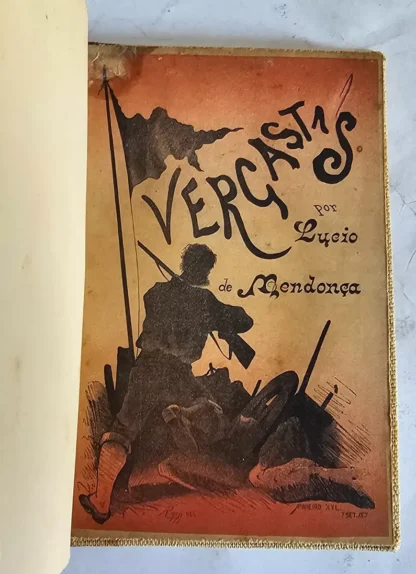 VERGASTAS
por
Lucio
de Mendonça